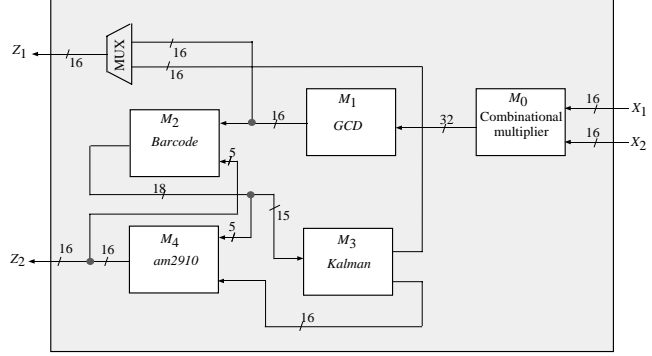 Z1
16
MUX
16
16
M2
Barcode
5
16
M1
GCD
32
M0
Combinational
multiplier
16
X1
16
X2
18
15
Z2
16
16
M4
am2910
5
M3
Kalman
16